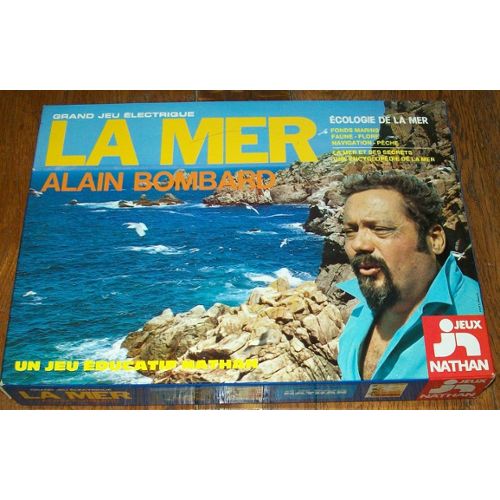 GRAND JEU ÉLECTRIQUE
LA MER
ALAIN BOMBARD
ÉCOLOGIE DE LA MER
FONDS MARINS
FAUNE - FLORE
NAVIGATION - PÊCHE
LA MER ET SES SECRETS
UNE ENCYCLOPÉDIE DE LA MER
UN JEU ÉDUCATIF NATHAN
JEUX
NATHAN
LA MER
JEUX
NATHAN